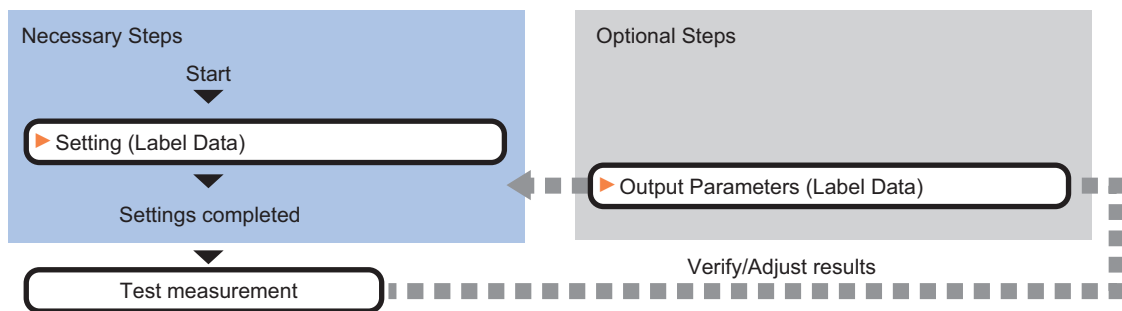 Necessary Steps
Start
Setting (Label Data)
Settings completed
Test measurement
Optional Steps
Output Parameters (Label Data)
Verify/Adjust results